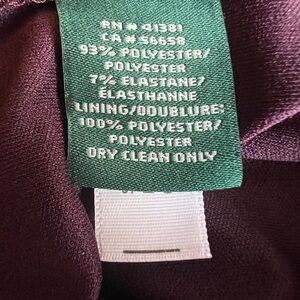 RN # 41381
CA # 56658
93% POLYESTER/
POLYESTER
7% ELASTANE/
ÉLASTHANNE
LINING/DOUBLURE:
100% POLYESTER/
POLYESTER
DRY CLEAN ONLY